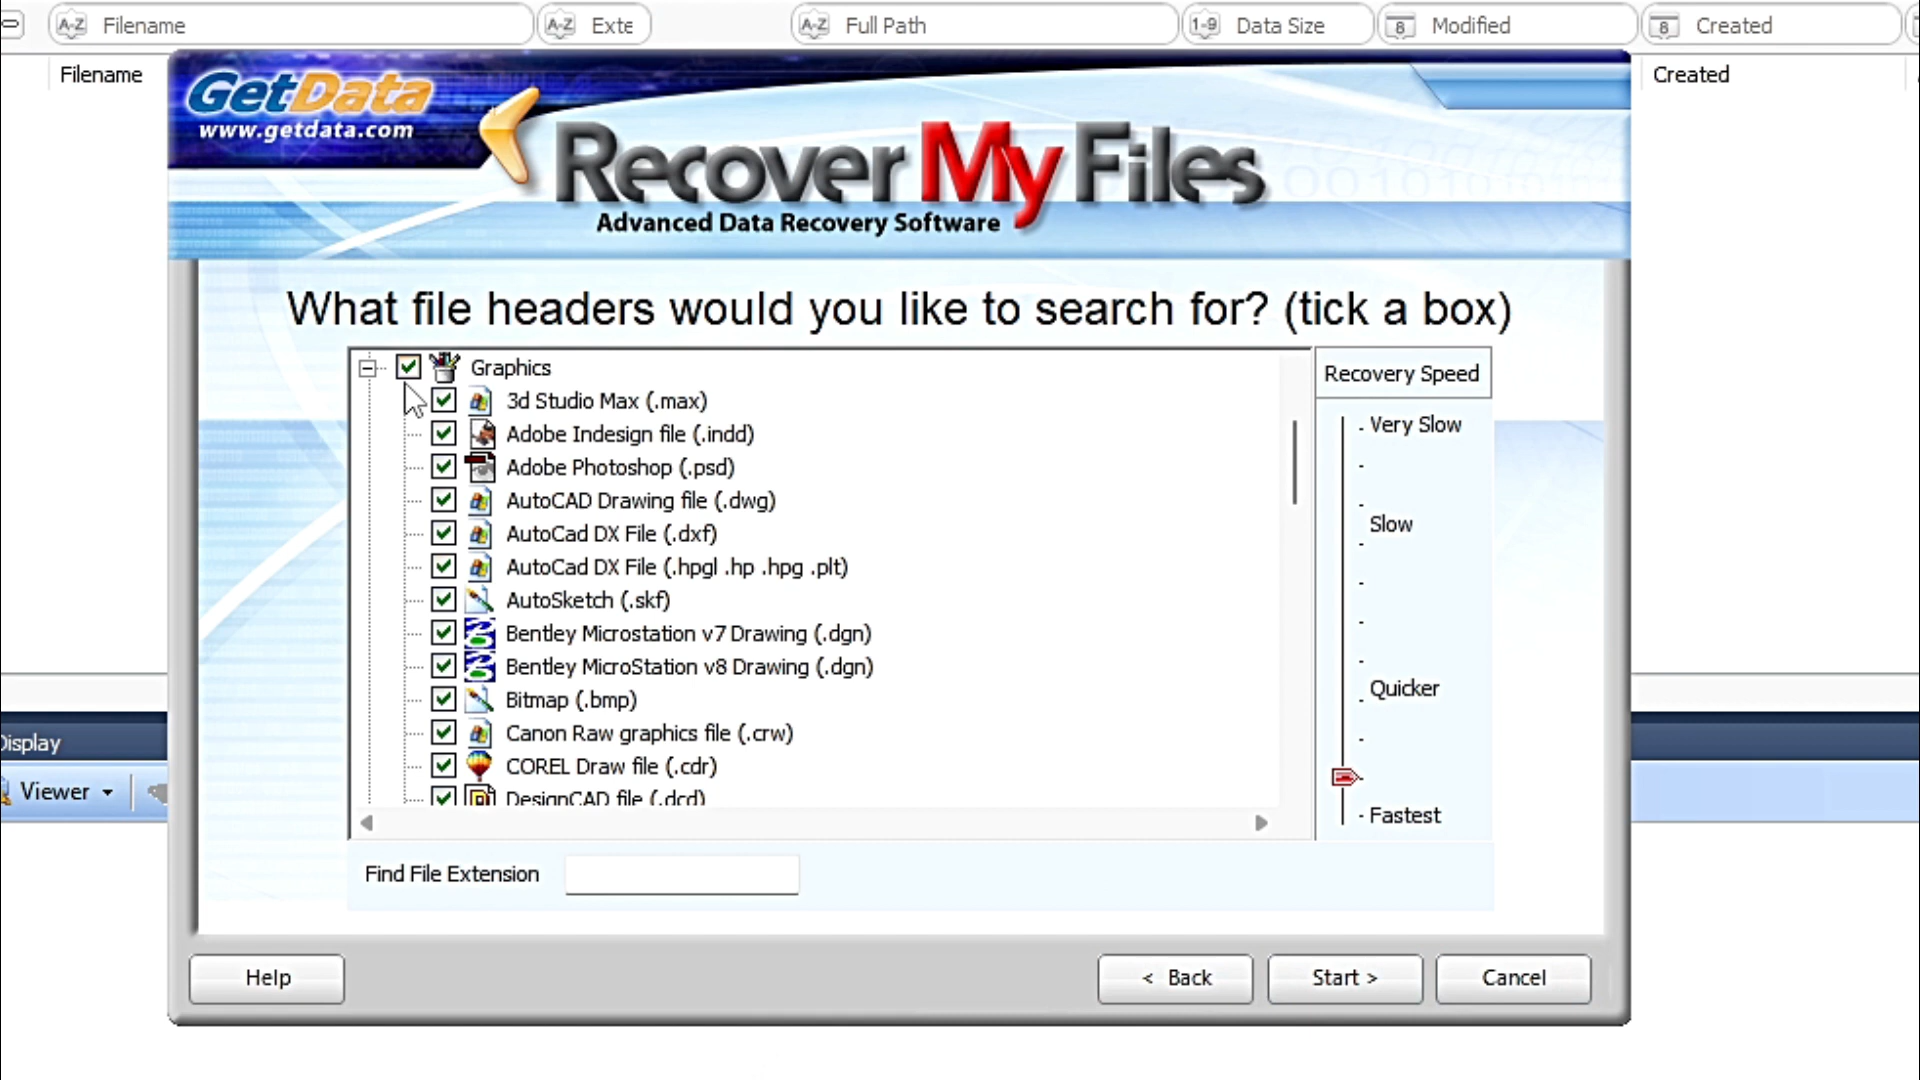 Filename
Exte
Full Path
Data Size
Modified
Created
Filename
Created
GetData
www.getdata.com
Recover My Files
Advanced Data Recovery Software
What file headers would you like to search for? (tick a box)
Graphics
3d Studio Max (.max)
Adobe Indesign file (.indd)
Adobe Photoshop (.psd)
AutoCAD Drawing file (.dwg)
AutoCad DX File (.dxf)
AutoCad DX File (.hpgl .hp .hpg .plt)
AutoSketch (.skf)
Bentley Microstation v7 Drawing (.dgn)
Bentley MicroStation v8 Drawing (.dgn)
Bitmap (.bmp)
Canon Raw graphics file (.crw)
COREL Draw file (.cdr)
DesignCAD file (.dcd)
Recovery Speed
Very Slow
Slow
Quicker
Fastest
Display
Viewer
Find File Extension
Help
< Back
Start >
Cancel